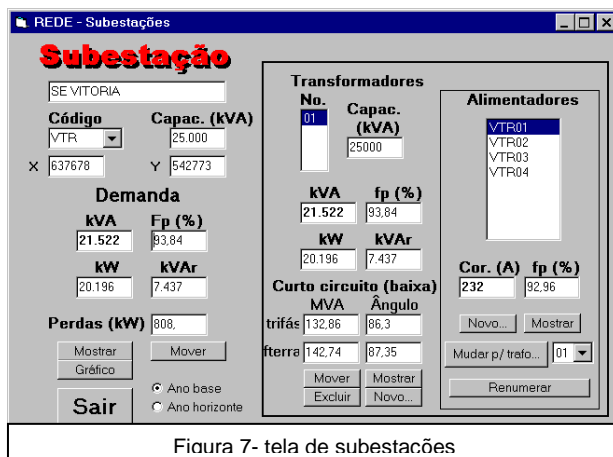 REDE - Subestações
Subestação
SE VITORIA
Código Capac. (kVA)
VTR 25.000
X 637678 Y 542773
Demanda
kVA Fp (%)
21.522 93,84
kW kVAr
20.196 7.437
Perdas (kW) 808,
Mostrar Mover
Gráfico
Sair
Ano base
Ano horizonte
Transformadores
No. Capac. (kVA)
01 25000
kVA fp (%)
21.522 93,84
kW kVAr
20.196 7.437
Curto circuito (baixa)
MVA Ângulo
trifás 132,86 86,3
fterra 142,74 87,35
Mover Mostrar
Excluir Novo...
Alimentadores
VTR01
VTR02
VTR03
VTR04
Cor. (A) fp (%)
232 92,96
Novo... Mostrar
Mudar p/ trafo... 01
Renumerar
Figura 7- tela de subestações